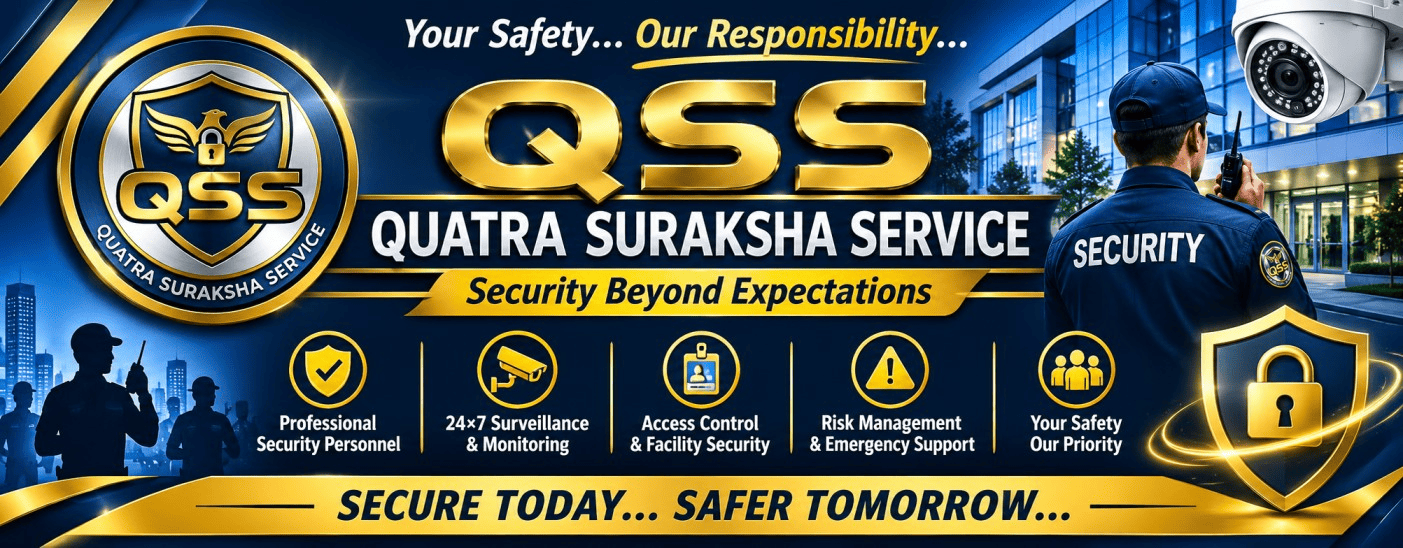 Your Safety... Our Responsibility...
QSS
QUATRA SURAKSHA SERVICE
QSS
QUATRA SURAKSHA SERVICE
Security Beyond Expectations
SECURITY
QSS
Professional
Security Personnel
24×7 Surveillance
& Monitoring
Access Control
& Facility Security
Risk Management
& Emergency Support
Your Safety
Our Priority
SECURE TODAY... SAFER TOMORROW...